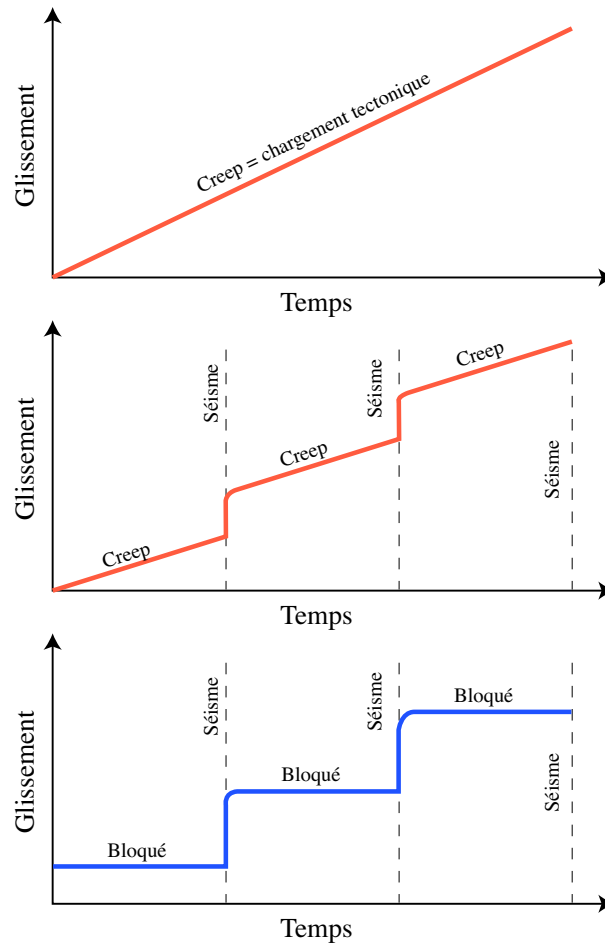 Glissement
Creep = chargement tectonique
Temps
Glissement
Creep
Séisme
Creep
Séisme
Creep
Séisme
Temps
Glissement
Bloqué
Séisme
Bloqué
Séisme
Bloqué
Séisme
Temps